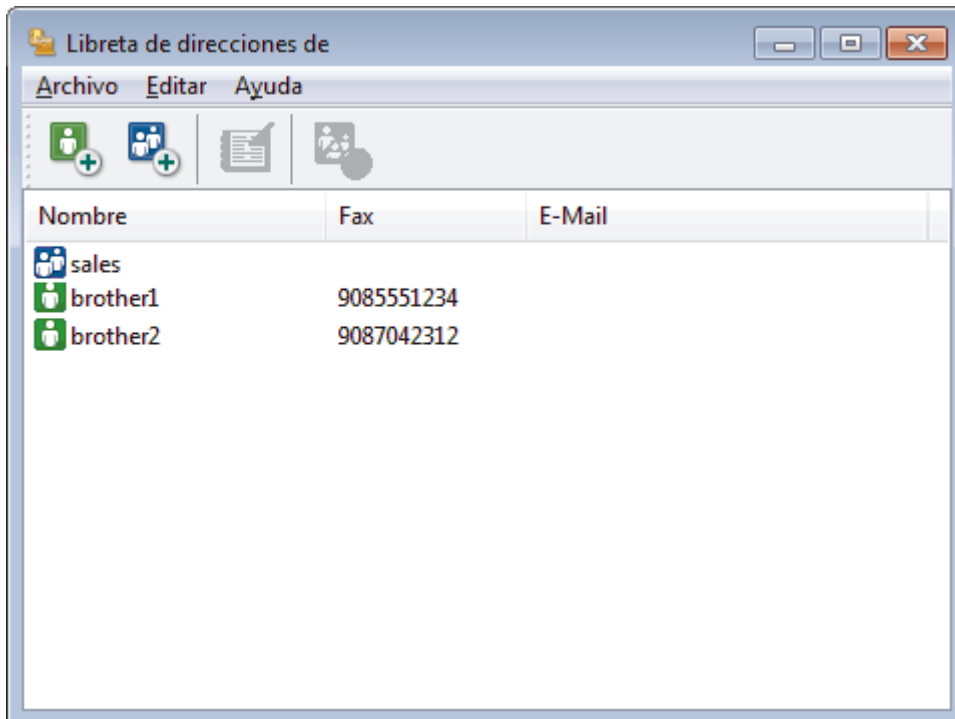 Libreta de direcciones de
Archivo Editar Ayuda
Nombre Fax E-Mail
sales
brother1 9085551234
brother2 9087042312